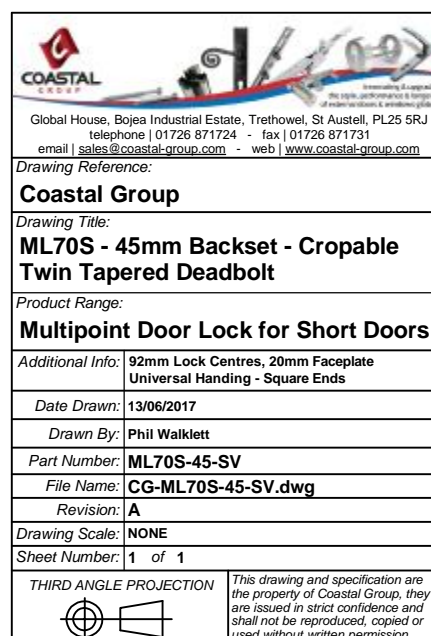 COASTAL
GROUP
Global House, Bojea Industrial Estate, Trethowel, St Austell, PL25 5RJ
telephone | 01726 871724 - fax | 01726 871731
email | sales@coastal-group.com - web | www.coastal-group.com
Drawing Reference:
Coastal Group
Drawing Title:
ML70S - 45mm Backset - Cropable
Twin Tapered Deadbolt
Product Range:
Multipoint Door Lock for Short Doors
Additional Info: 92mm Lock Centres, 20mm Faceplate
Universal Handing - Square Ends
Date Drawn: 13/06/2017
Drawn By: Phil Walklett
Part Number: ML70S-45-SV
File Name: CG-ML70S-45-SV.dwg
Revision: A
Drawing Scale: NONE
Sheet Number: 1 of 1
THIRD ANGLE PROJECTION
This drawing and specification are
the property of Coastal Group, they
are issued in strict confidence and
shall not be reproduced, copied or
used without written permission